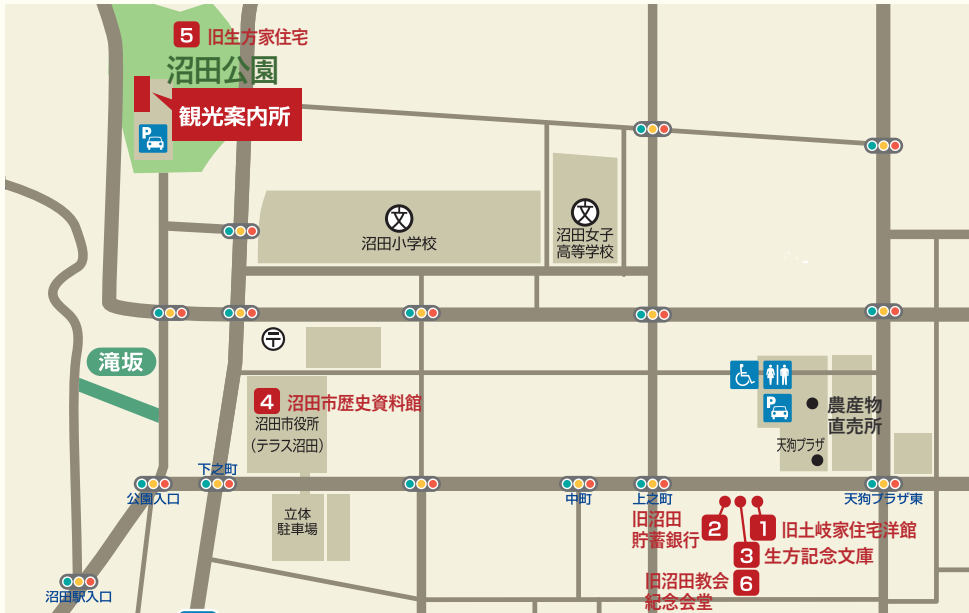 5 旧生方家住宅
沼田公園
観光案内所
P
文
沼田小学校
文
沼田女子
高等学校
〒
滝坂
4 沼田市歴史資料館
沼田市役所
(テラス沼田)
P
農産物
直売所
天狗プラザ
下之町
公園入口
中町
上之町
天狗プラザ東
立体
駐車場
旧沼田
貯蓄銀行
2
1 旧土岐家住宅洋館
3 生方記念文庫
旧沼田教会
紀念会堂
6
沼田駅入口